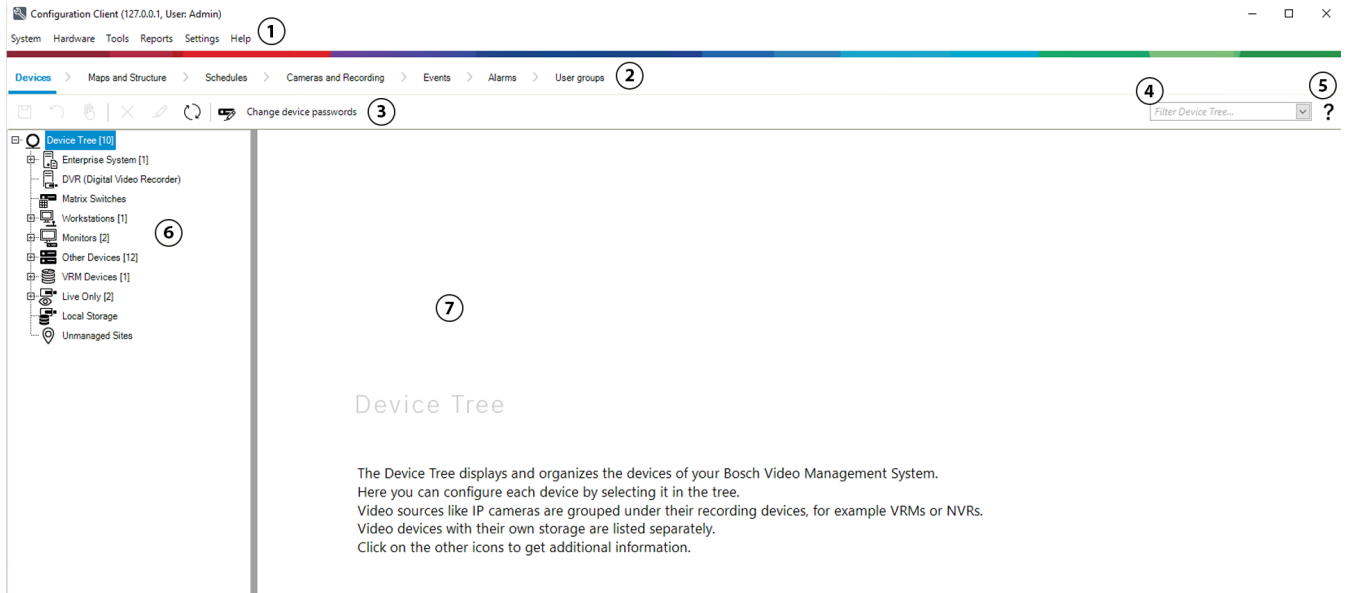 Configuration Client (127.0.0.1, User: Admin)
System Hardware Tools Reports Settings Help 1
Devices > Maps and Structure > Schedules > Cameras and Recording > Events > Alarms > User groups 2
Change device passwords 3
4
5
Filter Device Tree... ?
Device Tree [10]
Enterprise System [1]
DVR (Digital Video Recorder)
Matrix Switches
Workstations [1]
6
Monitors [2]
Other Devices [12]
VRM Devices [1]
Live Only [2]
Local Storage
Unmanaged Sites
7
Device Tree
The Device Tree displays and organizes the devices of your Bosch Video Management System.
Here you can configure each device by selecting it in the tree.
Video sources like IP cameras are grouped under their recording devices, for example VRMs or NVRs.
Video devices with their own storage are listed separately.
Click on the other icons to get additional information.